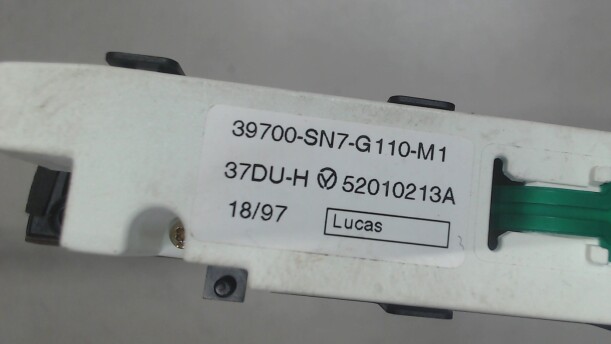 39700-SN7-G110-M1
37DU-H Ⓥ 52010213A
18/97 Lucas